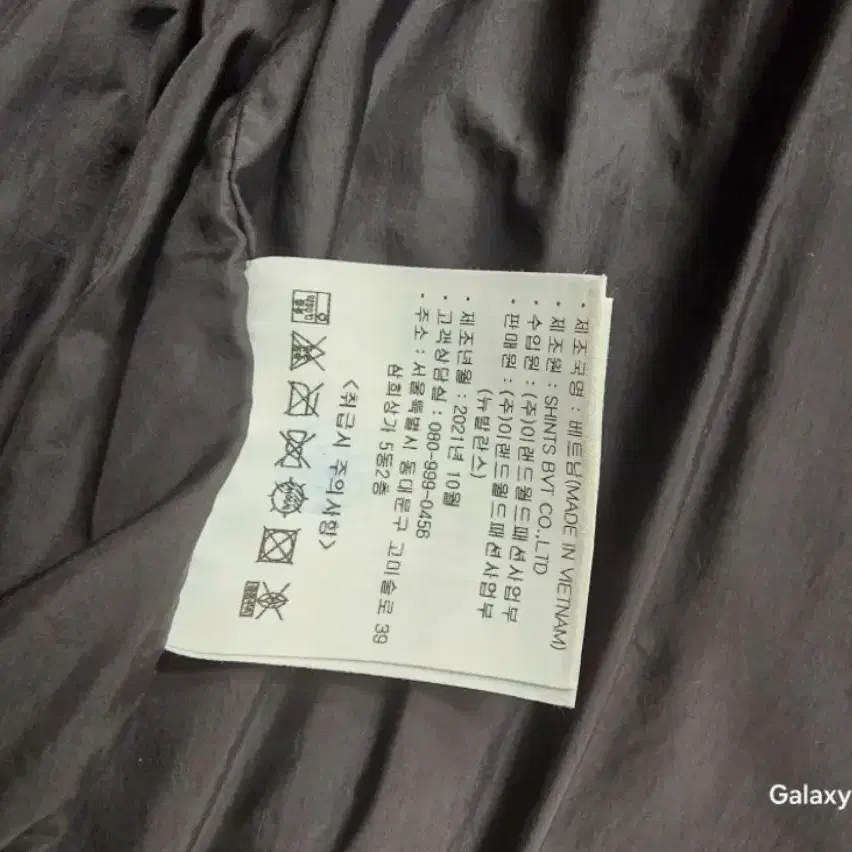 · 제조국명 : 베트남(MADE IN VIETNAM)
· 제조원 : SHINTS BVT CO.,LTD
· 수입원 : (주)이랜드월드패션사업부
· 판매원 : (주)이랜드월드패션사업부
(뉴발란스)
· 제조년월 : 2021년 10월
· 고객상담실 : 080-999-0456
· 주소 : 서울특별시 동대문구 고미술로 39
삼희상가 5동2층
<취급시 주의사항>
Galaxy